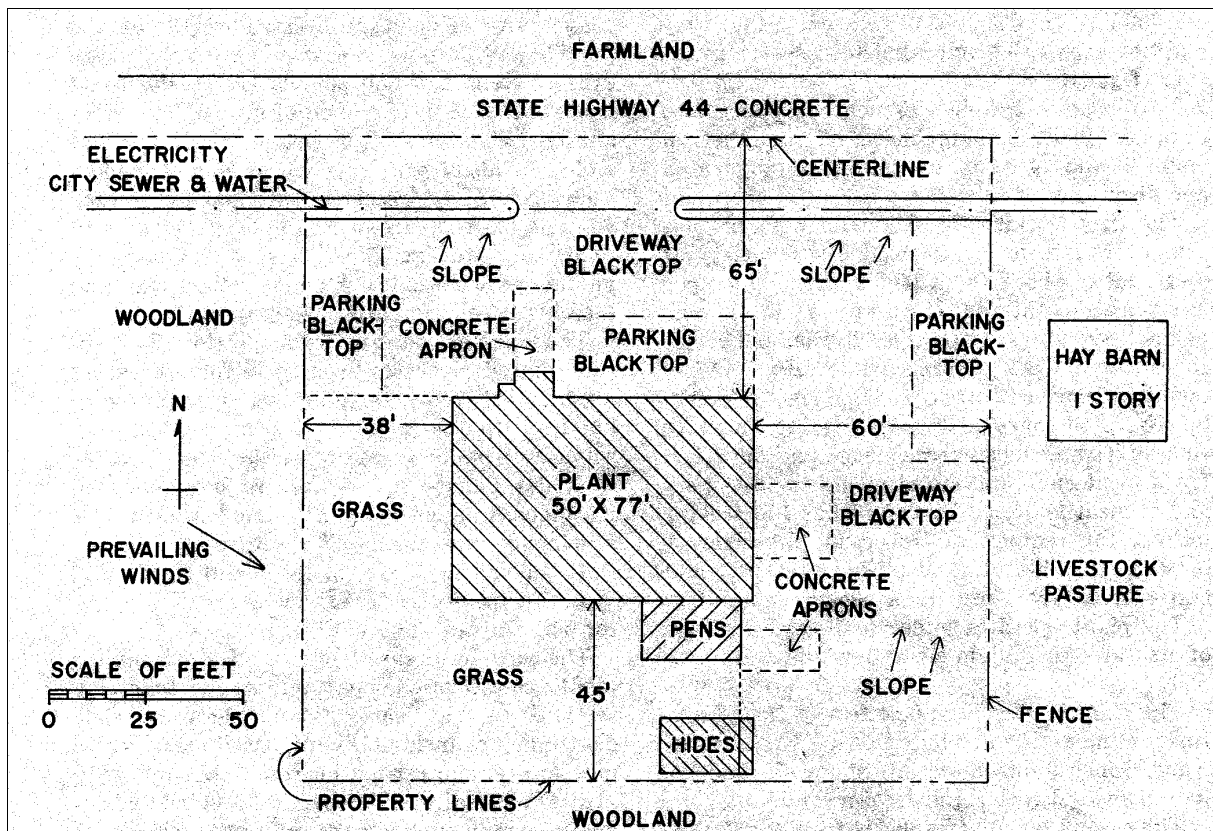 FARMLAND
STATE HIGHWAY 44 - CONCRETE
ELECTRICITY
CITY SEWER & WATER
CENTERLINE
SLOPE
DRIVEWAY
BLACKTOP
65'
SLOPE
WOODLAND
PARKING
BLACK-
TOP
CONCRETE
APRON
PARKING
BLACKTOP
PARKING
BLACK-
TOP
HAY BARN
1 STORY
N
38'
60'
PLANT
50' X 77'
GRASS
DRIVEWAY
BLACKTOP
PREVAILING
WINDS
CONCRETE
APRONS
LIVESTOCK
PASTURE
PENS
SCALE OF FEET
0 25 50
GRASS
45'
SLOPE
FENCE
HIDES
PROPERTY LINES
WOODLAND